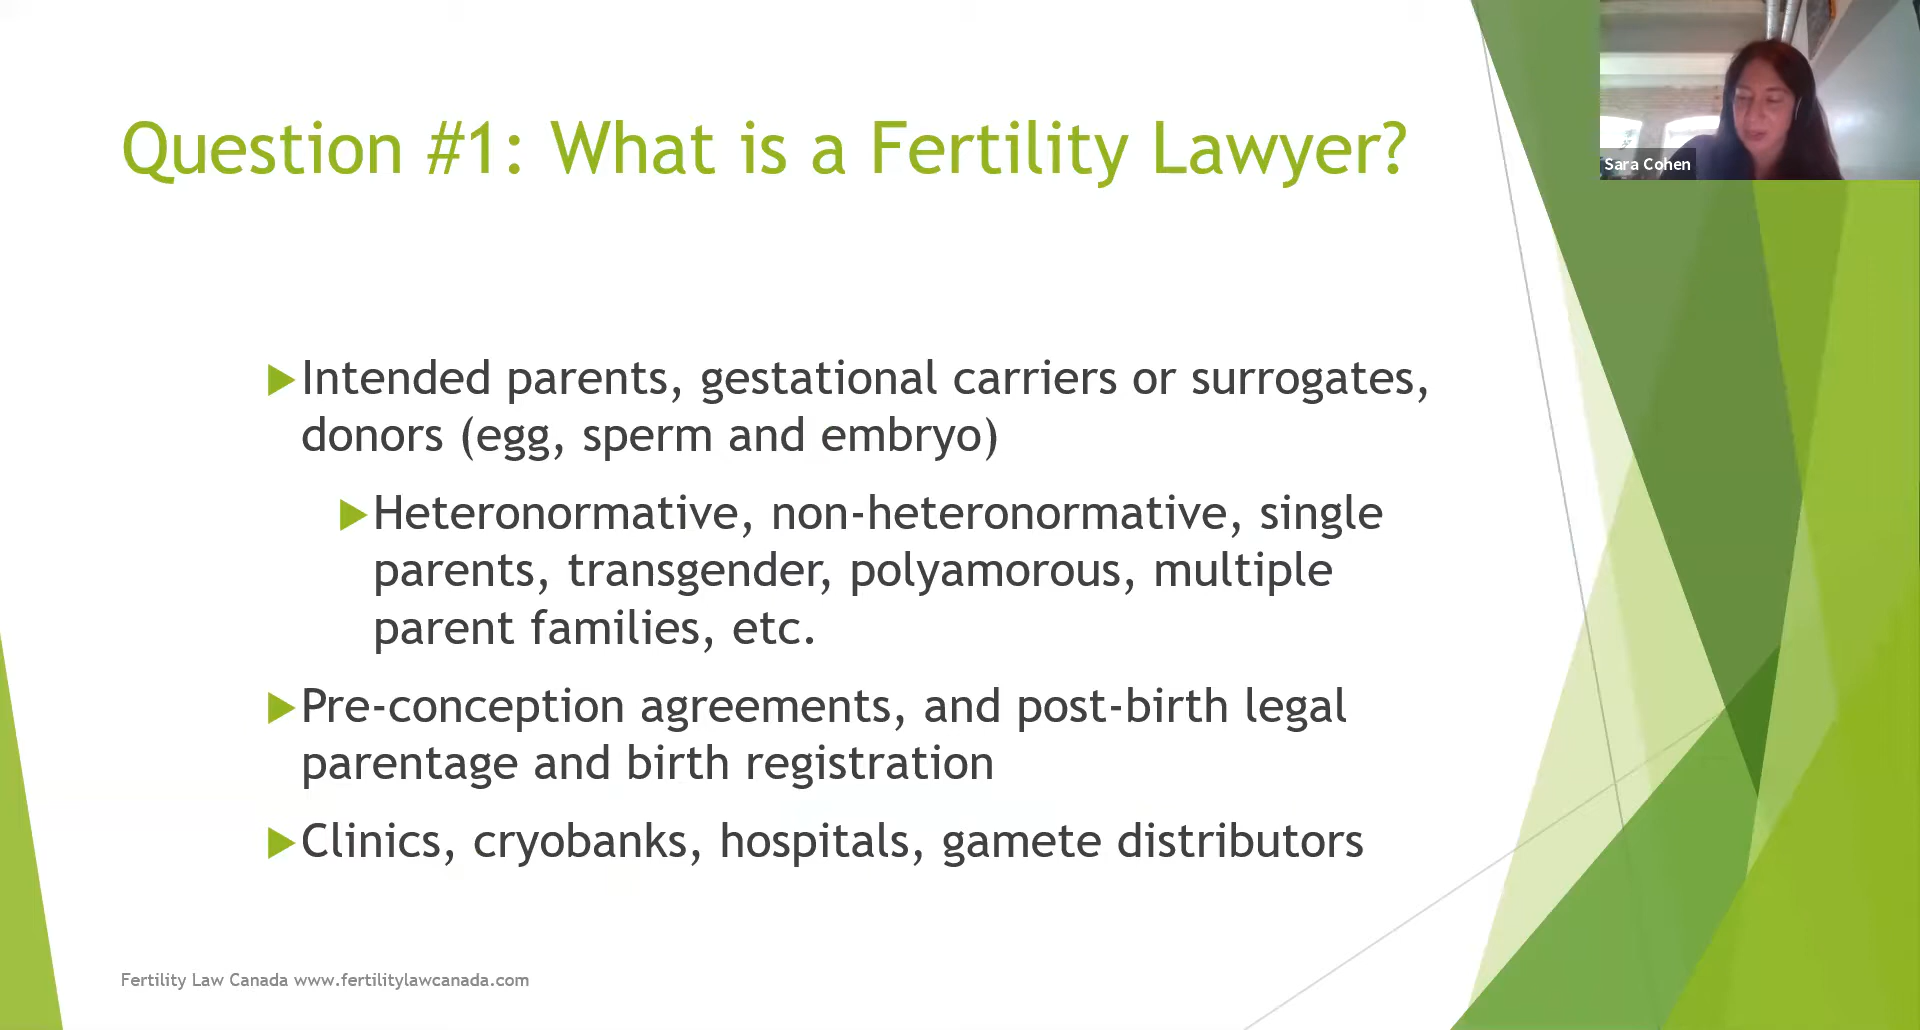 Question #1: What is a Fertility Lawyer?
Sara Cohen
Intended parents, gestational carriers or surrogates,
donors (egg, sperm and embryo)
Heteronormative, non-heteronormative, single
parents, transgender, polyamorous, multiple
parent families, etc.
Pre-conception agreements, and post-birth legal
parentage and birth registration
Clinics, cryobanks, hospitals, gamete distributors
Fertility Law Canada www.fertilitylawcanada.com